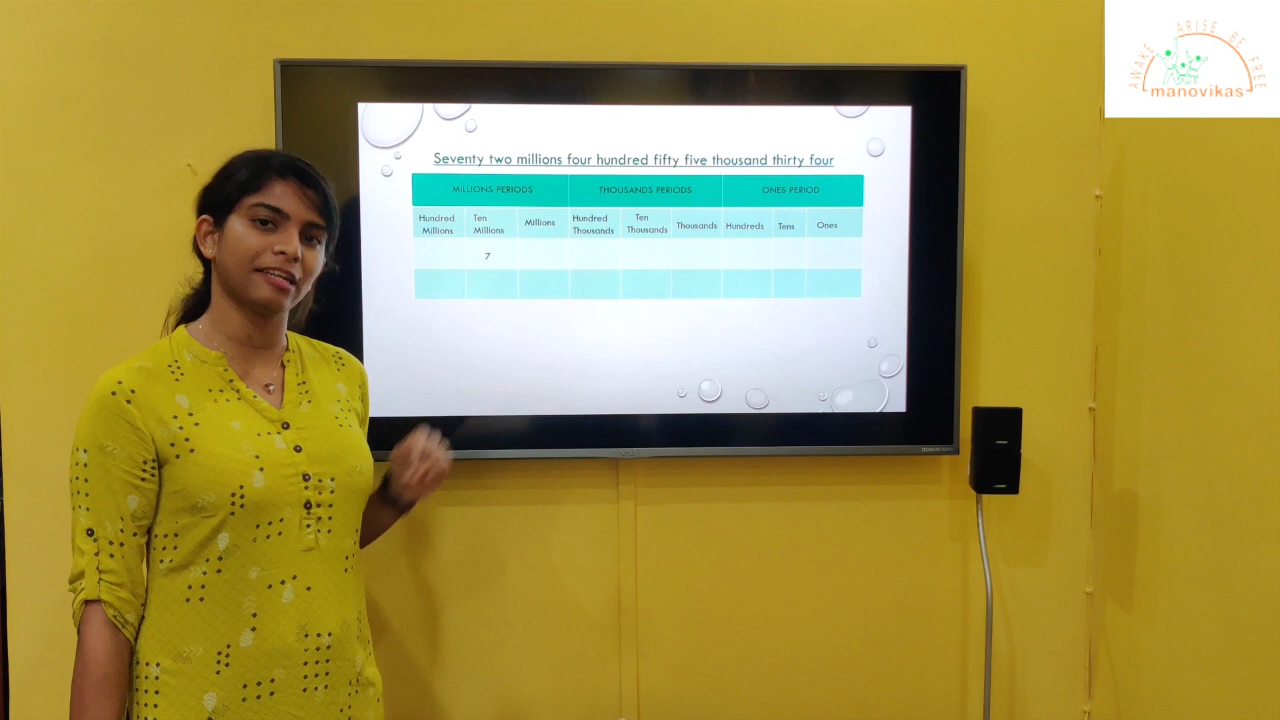 AWAKE ARISE BE FREE
manovikas
Seventy two millions four hundred fifty five thousand thirty four
MILLIONS PERIODS THOUSANDS PERIODS ONES PERIOD
Hundred Millions Ten Millions Millions Hundred Thousands Ten Thousands Thousands Hundreds Tens Ones
7